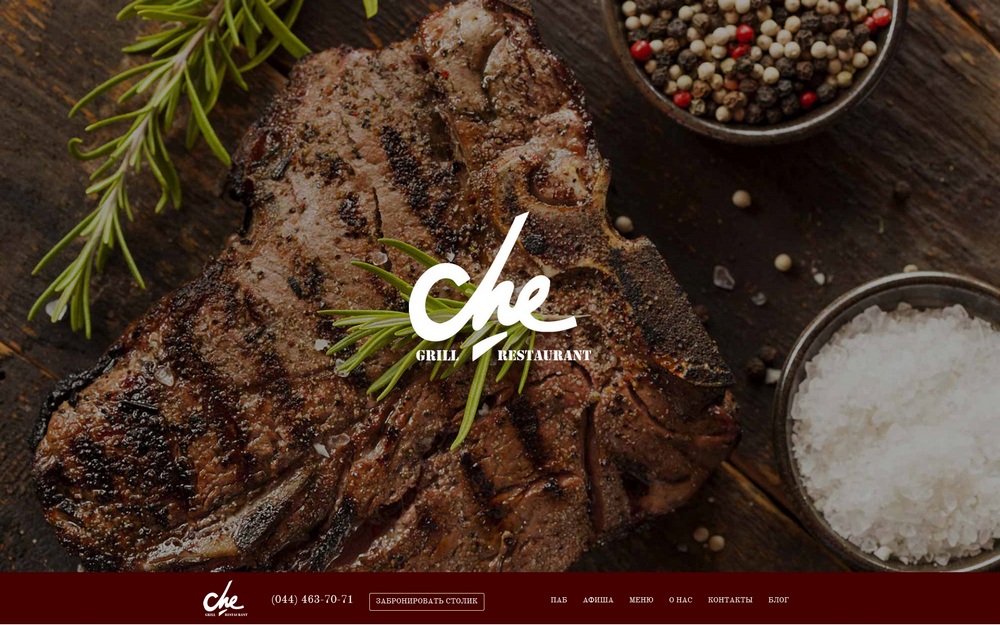 che
GRILL RESTAURANT
che
GRILL RESTAURANT
(044) 463-70-71
ЗАБРОНИРОВАТЬ СТОЛИК
ПАБ АФИША МЕНЮ О НАС КОНТАКТЫ БЛОГ